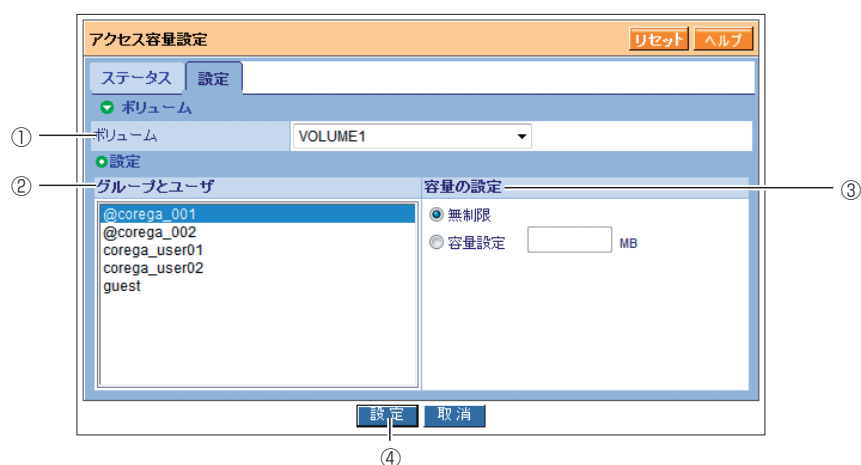 アクセス容量設定 リセット ヘルプ
ステータス 設定
ボリューム
① ボリューム VOLUME1
設定
② グループとユーザ 容量の設定 ③
@corega_001 無制限
@corega_002 容量設定 MB
corega_user01
corega_user02
guest
設定 取消
④